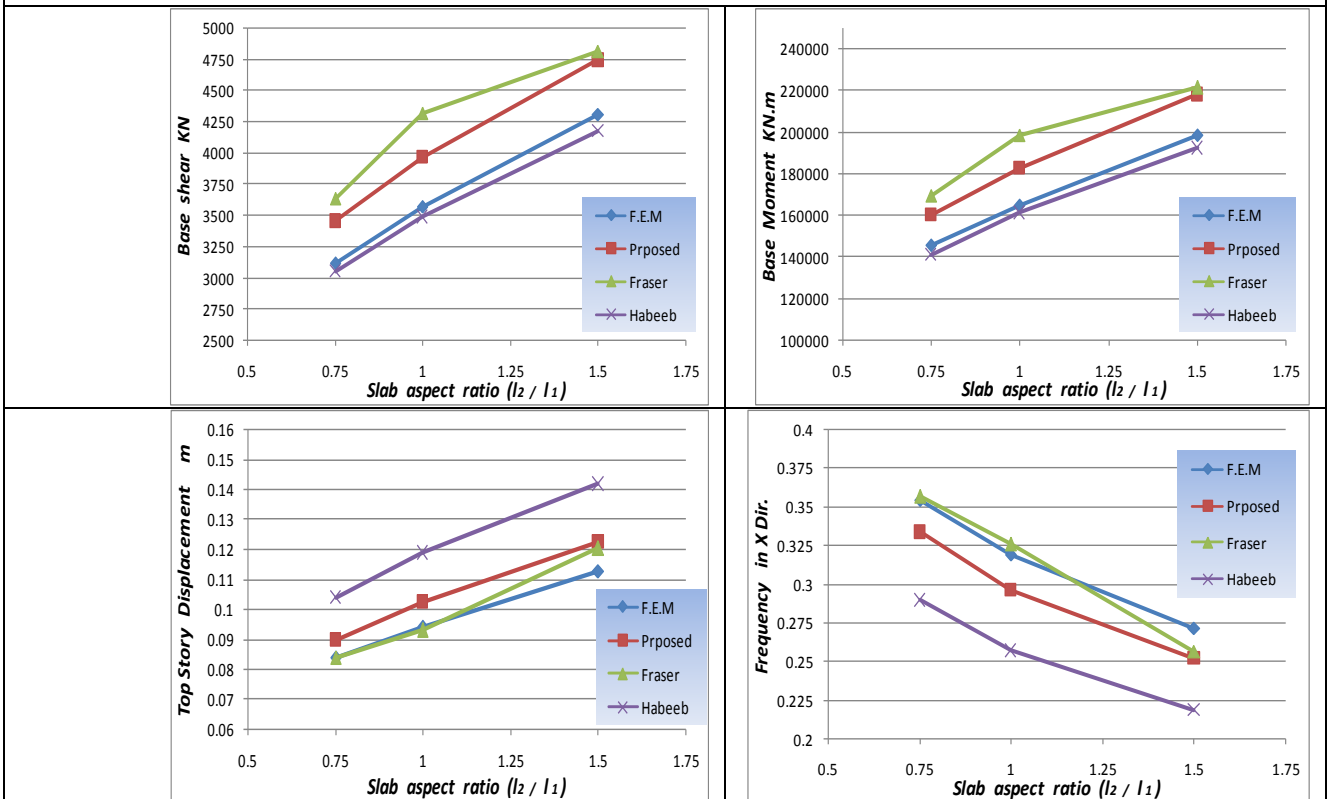 5000
4750
4500
4250
4000
3750
3500
3250
3000
2750
2500
Base shear KN
0.5 0.75 1 1.25 1.5 1.75
Slab aspect ratio (l2 / l1)
F.E.M
Prposed
Fraser
Habeeb
240000
220000
200000
180000
160000
140000
120000
100000
Base Moment KN.m
0.5 0.75 1 1.25 1.5 1.75
Slab aspect ratio (l2 / l1)
F.E.M
Prposed
Fraser
Habeeb
0.16
0.15
0.14
0.13
0.12
0.11
0.1
0.09
0.08
0.07
0.06
Top Story Displacement m
0.5 0.75 1 1.25 1.5 1.75
Slab aspect ratio (l2 / l1)
F.E.M
Prposed
Fraser
Habeeb
0.4
0.375
0.35
0.325
0.3
0.275
0.25
0.225
0.2
Frequency in X Dir.
0.5 0.75 1 1.25 1.5 1.75
Slab aspect ratio (l2 / l1)
F.E.M
Prposed
Fraser
Habeeb